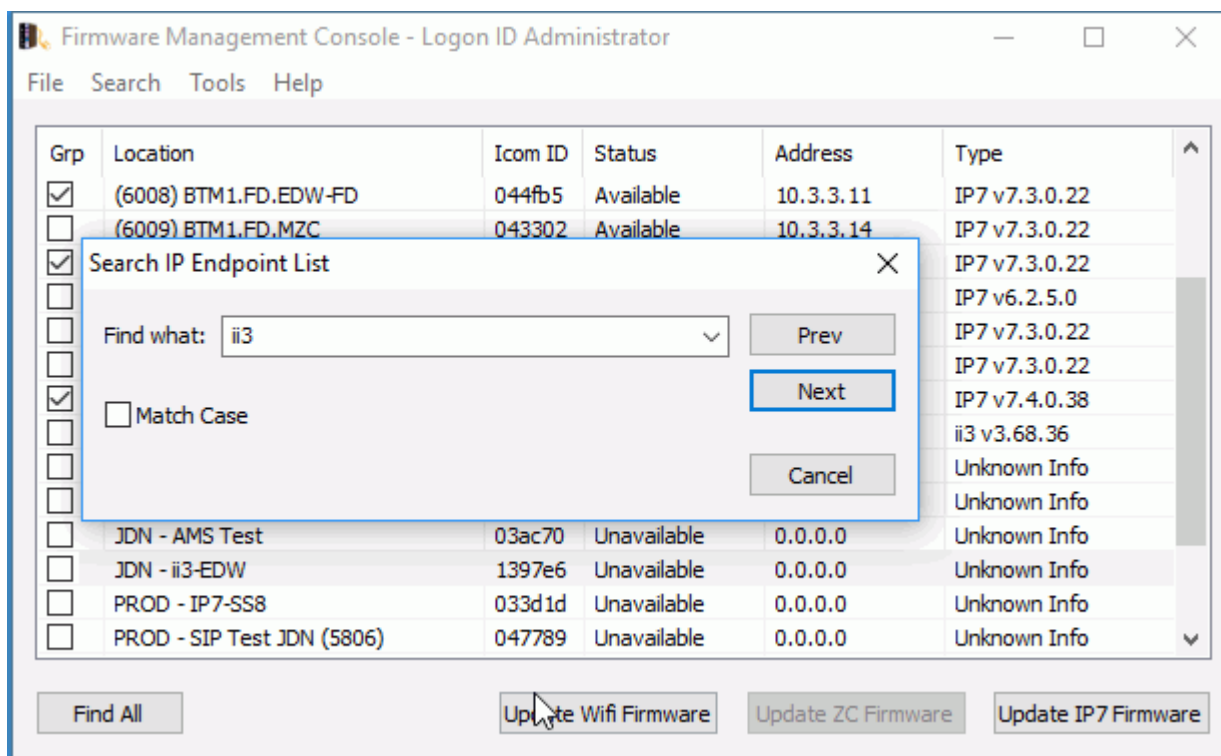 Firmware Management Console - Logon ID Administrator
File Search Tools Help
Grp Location Icom ID Status Address Type
(6008) BTM1.FD.EDW-FD 044fb5 Available 10.3.3.11 IP7 v7.3.0.22
(6009) BTM1.FD.MZC 043302 Available 10.3.3.14 IP7 v7.3.0.22
Search IP Endpoint List IP7 v7.3.0.22
IP7 v6.2.5.0
Find what: ii3 Prev IP7 v7.3.0.22
IP7 v7.3.0.22
Match Case Next IP7 v7.4.0.38
ii3 v3.68.36
Cancel Unknown Info
Unknown Info
JDN - AMS Test 03ac70 Unavailable 0.0.0.0 Unknown Info
JDN - ii3-EDW 1397e6 Unavailable 0.0.0.0 Unknown Info
PROD - IP7-SS8 033d1d Unavailable 0.0.0.0 Unknown Info
PROD - SIP Test JDN (5806) 047789 Unavailable 0.0.0.0 Unknown Info
Find All Update Wifi Firmware Update ZC Firmware Update IP7 Firmware